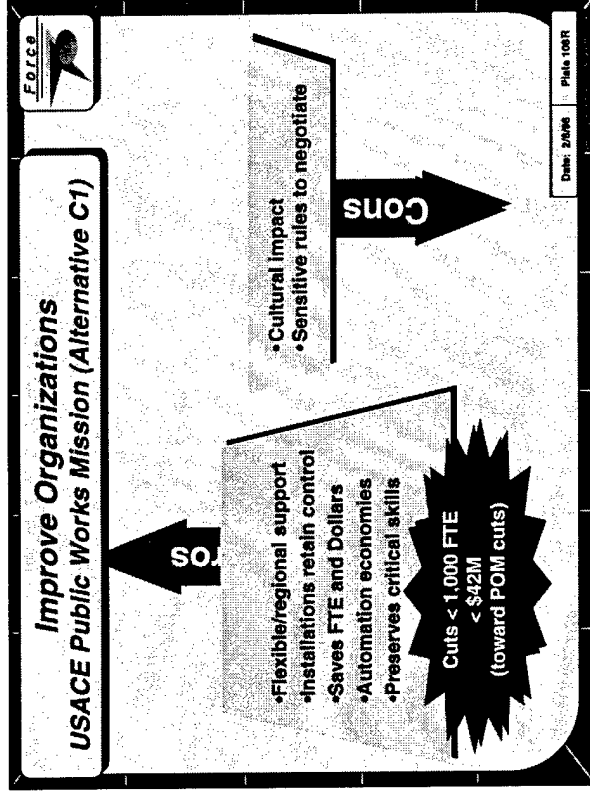 Force
Improve Organizations
USACE Public Works Mission (Alternative C1)
ros
•Flexible/regional support
•Installations retain control
•Saves FTE and Dollars
•Automation economies
•Preserves critical skills
Cuts < 1,000 FTE
< $42M
(toward POM cuts)
•Cultural impact
•Sensitive rules to negotiate
Cons
Date: 2/8/96
Plate 106R